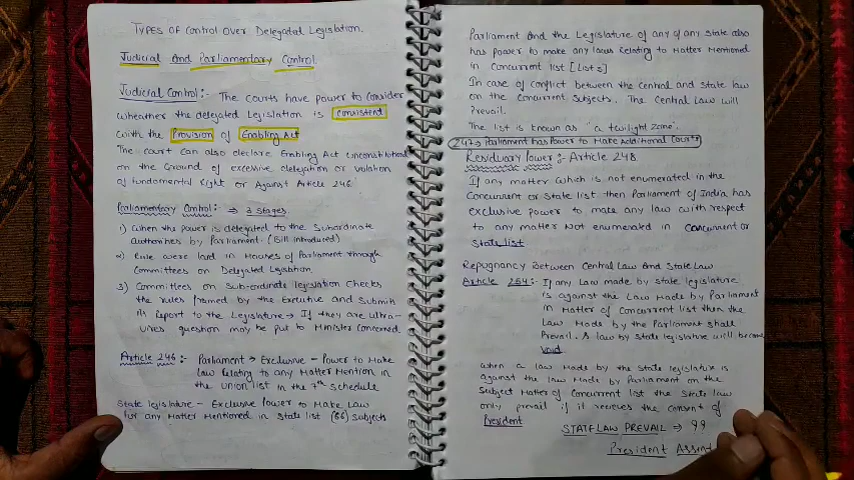 TYPES OF CONTROL OVER DELEGATED LEGISLATION.
Judicial And Parliamentary Control
Judicial Control:- The courts have power to consider
wheather the delegated Legislation is consistent
with the Provision of Enabling Act
The court can also declare Enabling Act unconstitutional
on the Ground of excessive delegation or voilation
of fundamental Right or Against Article 246
Parliamentary Control: ⇒ 3 stages.
1) When the power is delegated to the Subordinate
authorities by Parliament. (Bill introduced)
2) Rule were laid in Houses of Parliament through
Committees on Delegated Legislation
3) Committees on Sub-ordinate legislation Checks
the rules framed by the Executive and Submit
its report to the Legislature → If they are ultra-
vires question may be put to Minister Concerned.
Article 246 : Parliament → Exclusive - Power to Make
Law relating to any Matter Mention in
the Union list in the 7th Schedule
State legislature - Exclusive Power to Make Law
for any Matter Mentioned in State list (66) Subjects
Parliament And the Legislature of any of any state also
has power to make any laws Relating to Matter Mentioned
in Concurrent list [List 3]
In case of Conflict between the Central and State law
on the Concurrent Subjects. The Central Law will
Prevail.
The list is known as "a twilight Zone".
247 → Parliament has Power to Make Additional Courts
Residuary Power :- Article 248
If any matter which is not enumerated in the
Concurrent or State list then Parliament of India has
exclusive power to make any law with respect
to any matter Not enumerated in Concurrent or
State list
Repugnancy Between Central Law And State Law
Article 254:- If any Law made by State legislature
is against the Law Made by Parliament
in Matter of Concurrent list then the
Law Made by the Parliament shall
Prevail. A law by State legislature will become
Void
When a law Made by the State legislature is
against the law Made by Parliament on the
Subject Matter of Concurrent list the State law
only prevail if it receives the consent of
President
STATE LAW PREVAIL →
President Assent